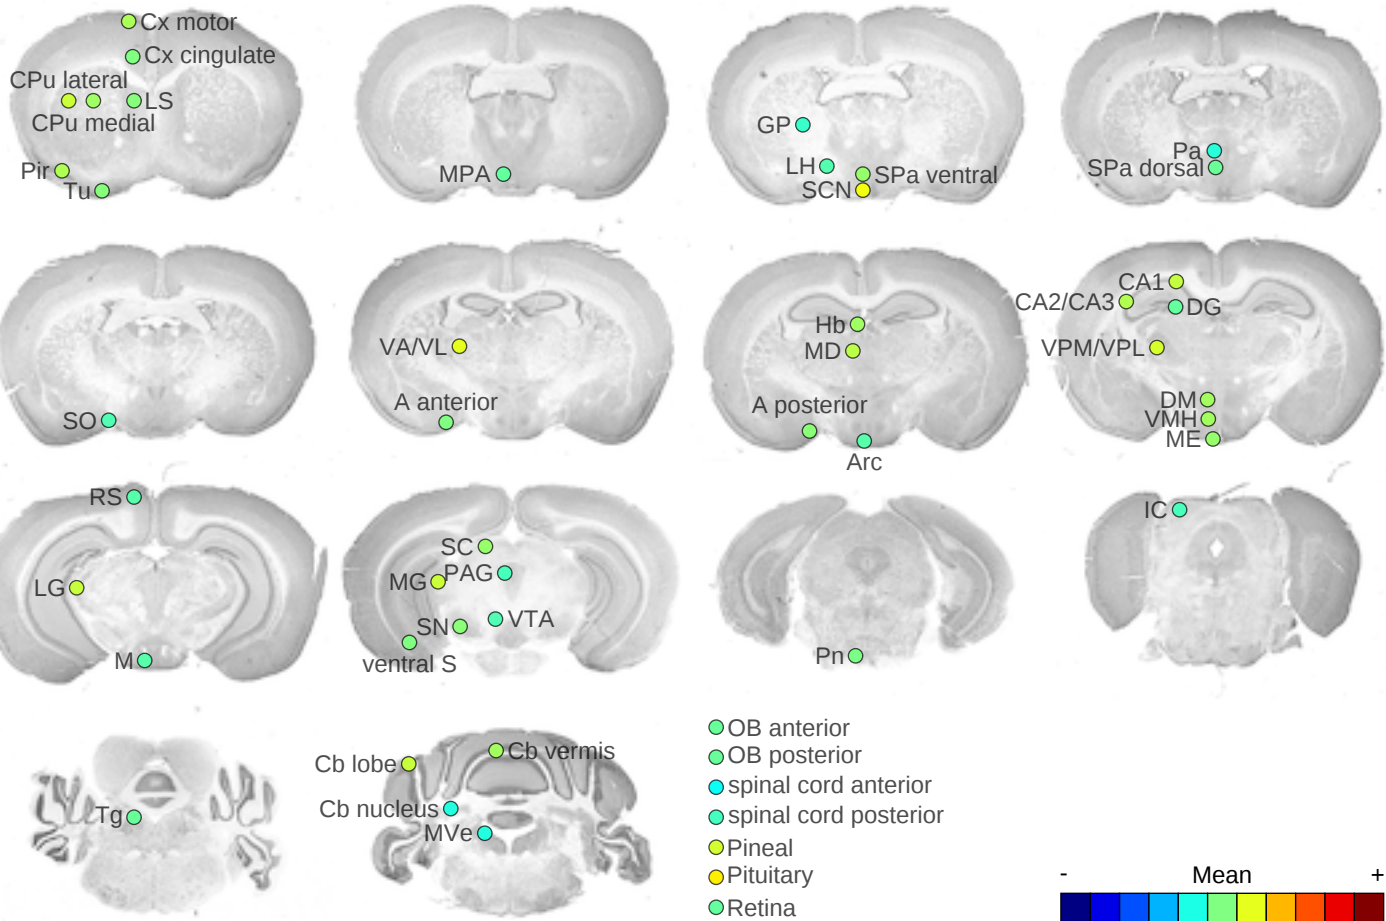 Cx motor
Cx cingulate
CPu lateral
LS
CPu medial
Pir
Tu
MPA
GP
LH
SPa ventral
SCN
Pa
SPa dorsal
SO
VA/VL
A anterior
Hb
MD
A posterior
Arc
CA1
CA2/CA3
DG
VPM/VPL
DM
VMH
ME
RS
LG
M
SC
PAG
MG
VTA
SN
ventral S
Pn
IC
Tg
Cb vermis
Cb lobe
Cb nucleus
MVe
OB anterior
OB posterior
spinal cord anterior
spinal cord posterior
Pineal
Pituitary
Retina
- Mean +